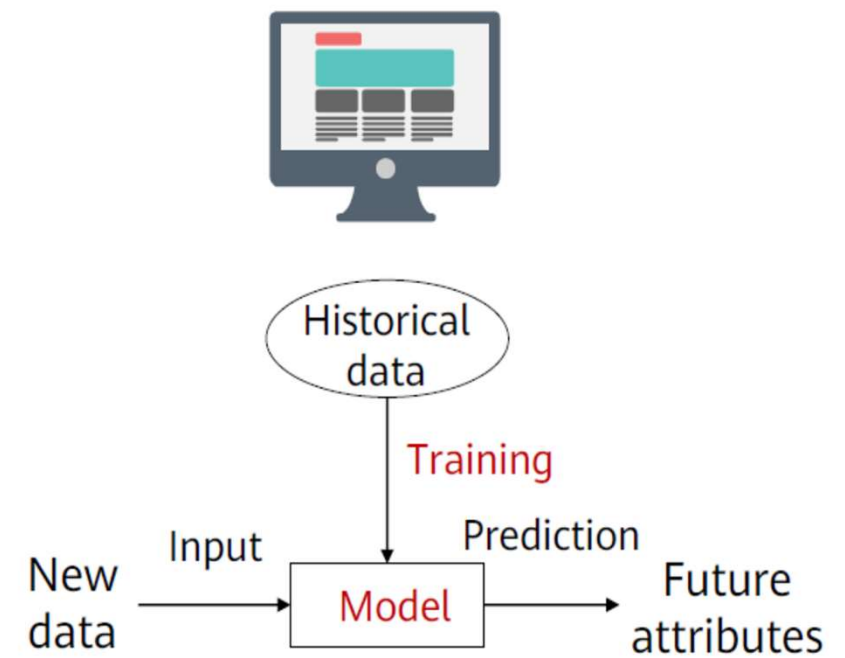 Historical
data
Training
Input
Prediction
New
data
Model
Future
attributes